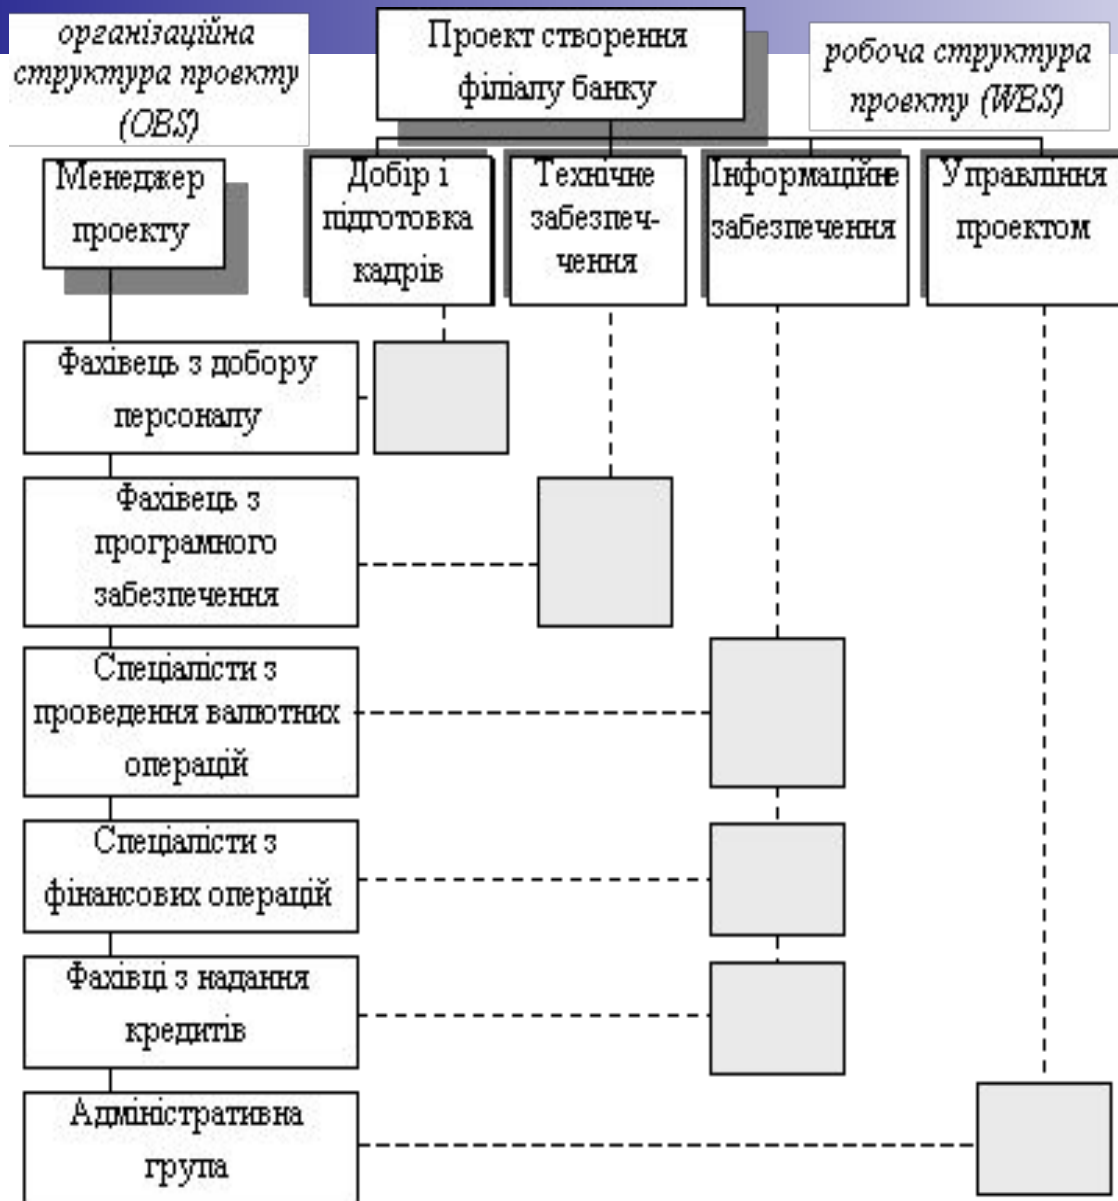 організаційна
структура проекту
(OBS)
Проект створення
філіалу банку
робоча структура
проекту (WBS)
Менеджер
проекту
Добір і
підготовка
кадрів
Технічне
забезпеч-
чення
Інформаційне
забезпечення
Управління
проектом
Фахівець з добору
персоналу
Фахівець з
програмного
забезпечення
Спеціалісти з
проведення валютних
операцій
Спеціалісти з
фінансових операцій
Фахівці з надання
кредитів
Адміністративна
група